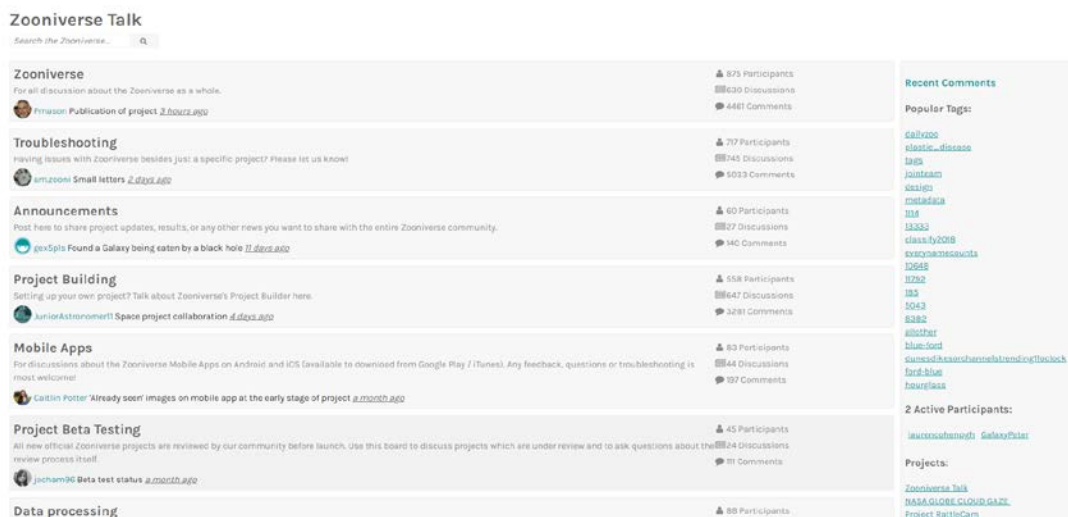 Zooniverse Talk
Search the Zooniverse...
Zooniverse
For all discussion about the Zooniverse as a whole.
Publication of project 3 hours ago
875 Participants
630 Discussions
4461 Comments
Troubleshooting
Having issues with Zooniverse besides just a specific project? Please let us know!
am.zooni Small letters 2 days ago
717 Participants
745 Discussions
5033 Comments
Announcements
Post here to share project updates, results, or any other news you want to share with the entire Zooniverse community.
gex5pls Found a Galaxy being eaten by a black hole 11 days ago
60 Participants
27 Discussions
140 Comments
Project Building
Setting up your own project? Talk about Zooniverse's Project Builder here.
JuniorAstronomer11 Space project collaboration 4 days ago
558 Participants
647 Discussions
3281 Comments
Mobile Apps
For discussions about the Zooniverse Mobile Apps on Android and iOS (available to download from Google Play / iTunes). Any feedback, questions or troubleshooting is
most welcome!
Caitlin Potter 'Already seen' images on mobile app at the early stage of project a month ago
83 Participants
44 Discussions
197 Comments
Project Beta Testing
All new official Zooniverse projects are reviewed by our community before launch. Use this board to discuss projects which are under review and to ask questions about the
review process itself.
jocham96 Beta test status a month ago
45 Participants
24 Discussions
111 Comments
Data processing
88 Participants
Recent Comments
Popular Tags:
dailyzoo
plastic_disease
tags
jointeam
design
metadata
1114
13333
classify2018
everynamecounts
10648
11792
185
5043
6382
allother
blue-ford
dunesdikesorchannelstrending11oclock
ford-blue
hourglass
2 Active Participants:
GalaxyPeter
Projects:
Zooniverse Talk
NASA GLOBE CLOUD GAZE
Project RattleCam